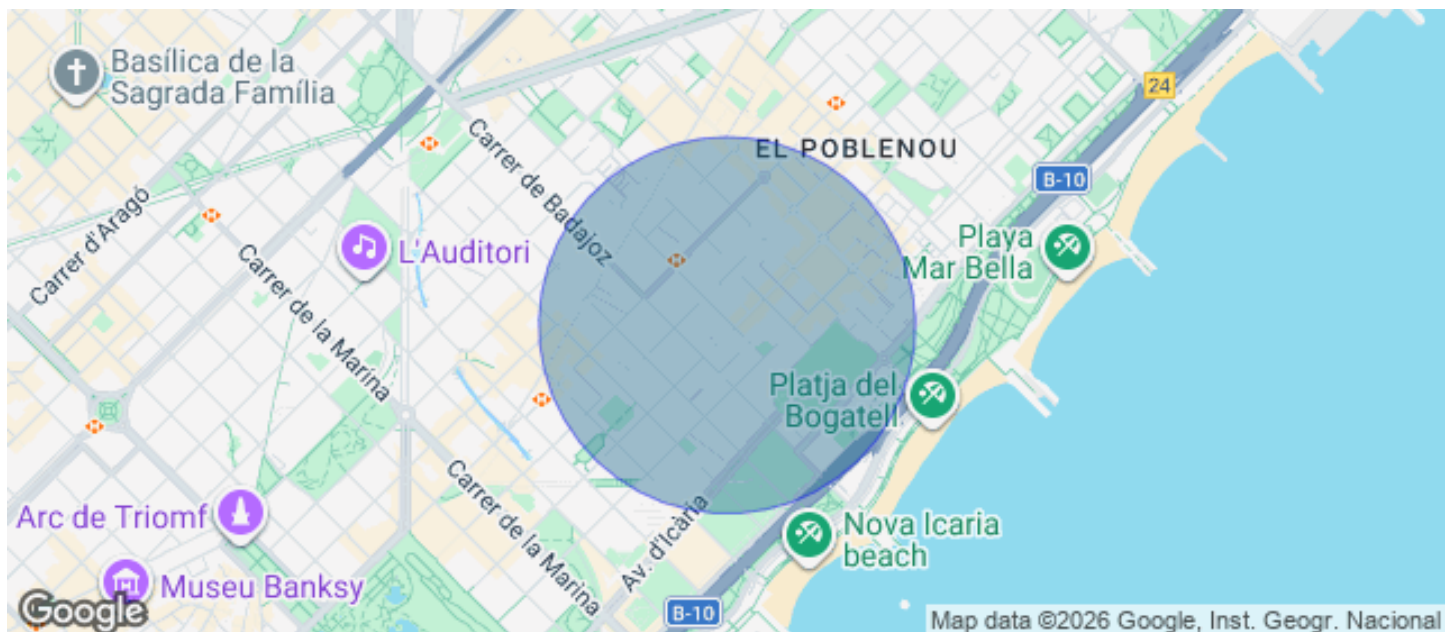 Basílica de la
Sagrada Família
24
Carrer de Badajoz
EL POBLENOU
B-10
Carrer d'Aragó
L'Auditori
Playa
Mar Bella
Carrer de la Marina
Platja del
Bogatell
Carrer de la Marina
Arc de Triomf
Av. d'Icària
Nova Icaria
beach
Museu Banksy
B-10
Google
Map data ©2026 Google, Inst. Geogr. Nacional